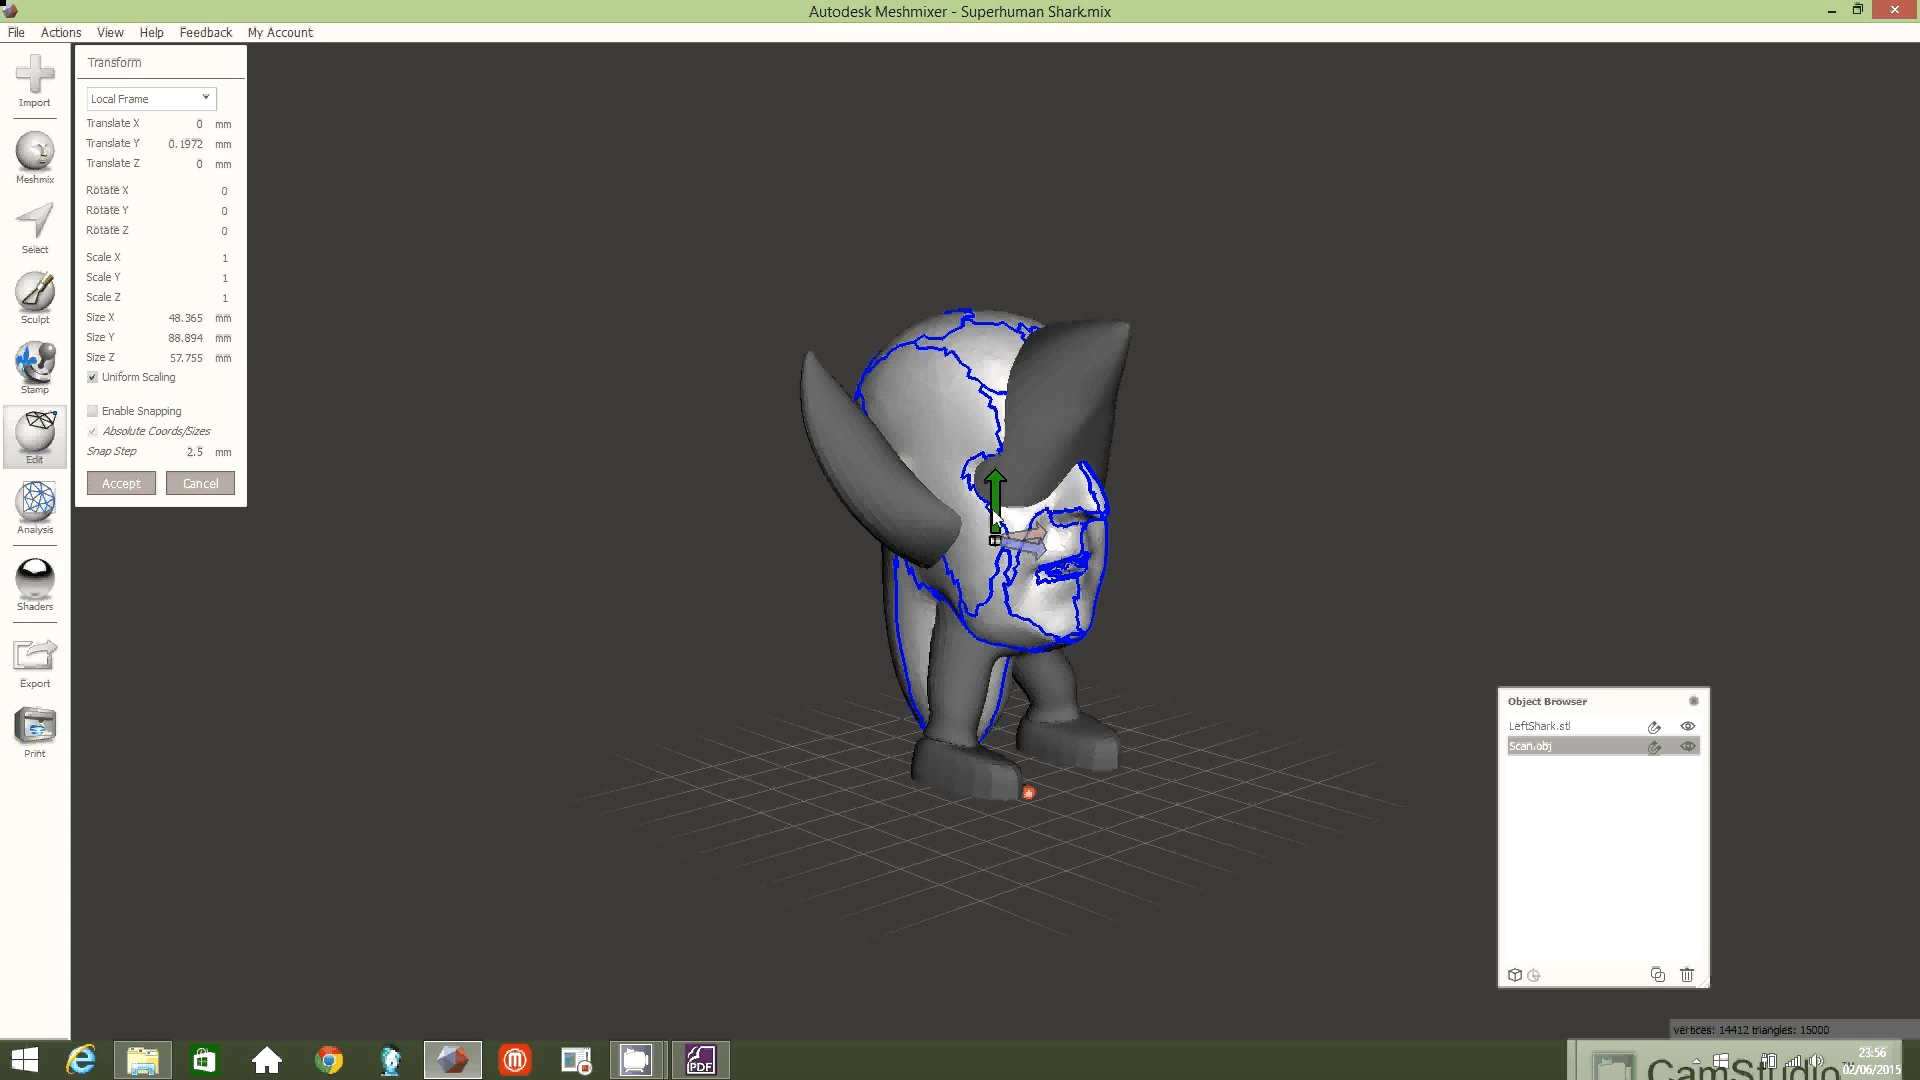 Autodesk Meshmixer - Superhuman Shark.mix
File Actions View Help Feedback My Account
Import
Meshmix
Select
Sculpt
Stamp
Edit
Analysis
Shaders
Export
Print
Transform
Local Frame
Translate X 0 mm
Translate Y 0.1972 mm
Translate Z 0 mm
Rotate X 0
Rotate Y 0
Rotate Z 0
Scale X 1
Scale Y 1
Scale Z 1
Size X 48.365 mm
Size Y 88.894 mm
Size Z 57.755 mm
Uniform Scaling
Enable Snapping
Absolute Coords/Sizes
Snap Step 2.5 mm
Accept Cancel
Object Browser
LeftShark.stl
Scan.obj
vertices: 14412 triangles: 15000
PDF
CamStudio
23:56
02/06/2015